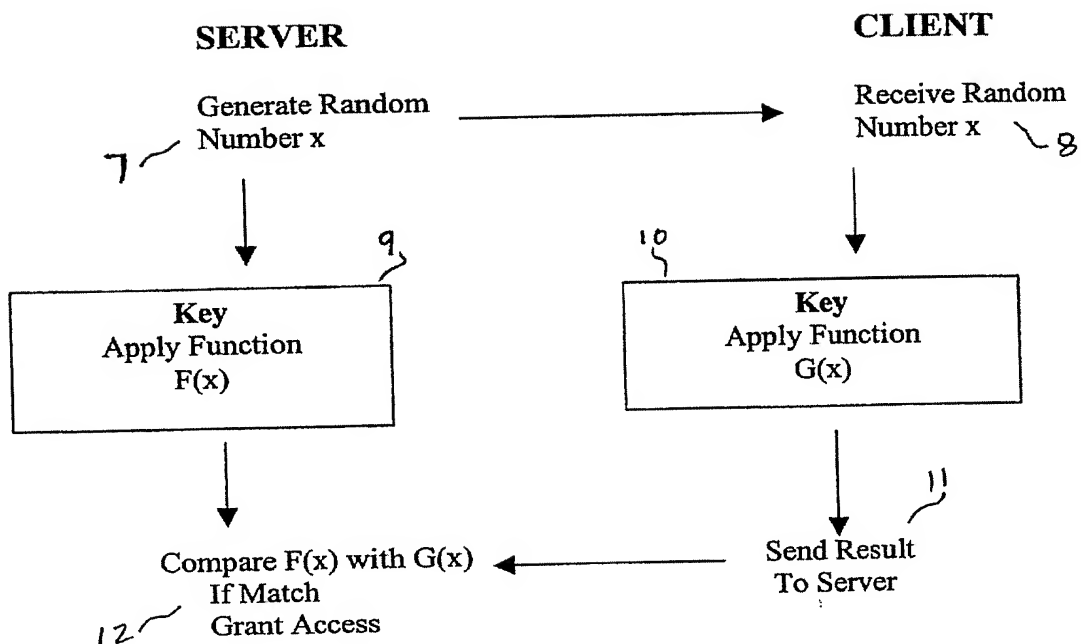 SERVER
CLIENT
Generate Random
Number x
7
Receive Random
Number x
8
9
Key
Apply Function
F(x)
10
Key
Apply Function
G(x)
11
Compare F(x) with G(x)
If Match
Grant Access
12
Send Result
To Server